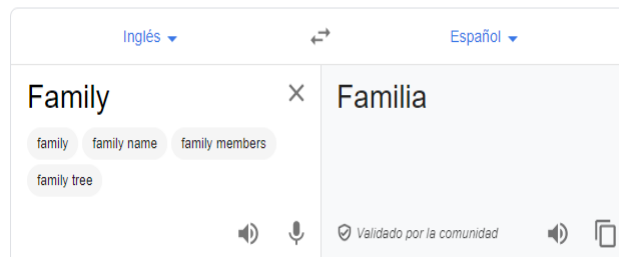 Inglés Español
Family
Familia
family family name family members
family tree
Validado por la comunidad